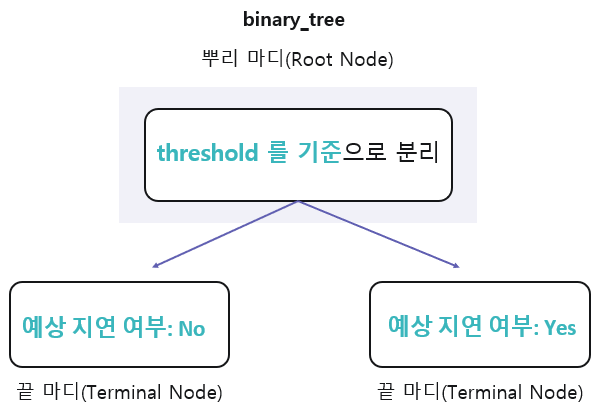 binary_tree
뿌리 마디(Root Node)
threshold 를 기준으로 분리
예상 지연 여부: No
예상 지연 여부: Yes
끝 마디(Terminal Node)
끝 마디(Terminal Node)